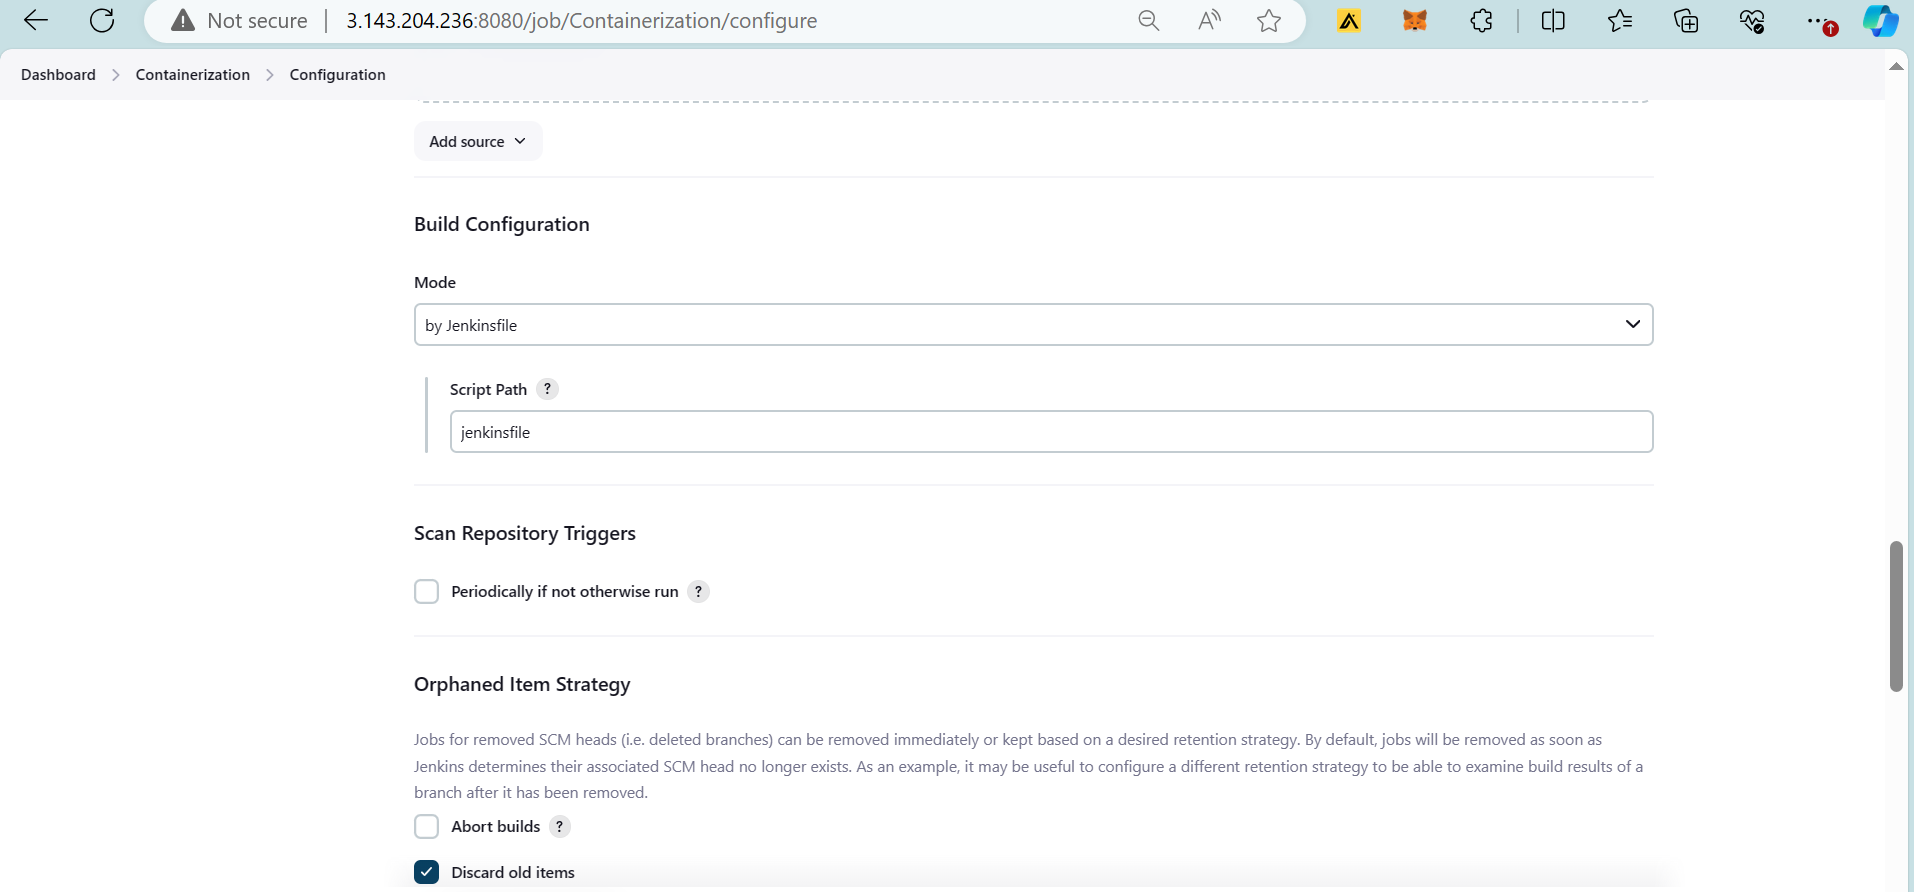 Not secure | 3.143.204.236:8080/job/Containerization/configure
Dashboard > Containerization > Configuration
Add source
Build Configuration
Mode
by Jenkinsfile
Script Path ?
jenkinsfile
Scan Repository Triggers
Periodically if not otherwise run ?
Orphaned Item Strategy
Jobs for removed SCM heads (i.e. deleted branches) can be removed immediately or kept based on a desired retention strategy. By default, jobs will be removed as soon as
Jenkins determines their associated SCM head no longer exists. As an example, it may be useful to configure a different retention strategy to be able to examine build results of a
branch after it has been removed.
Abort builds ?
Discard old items